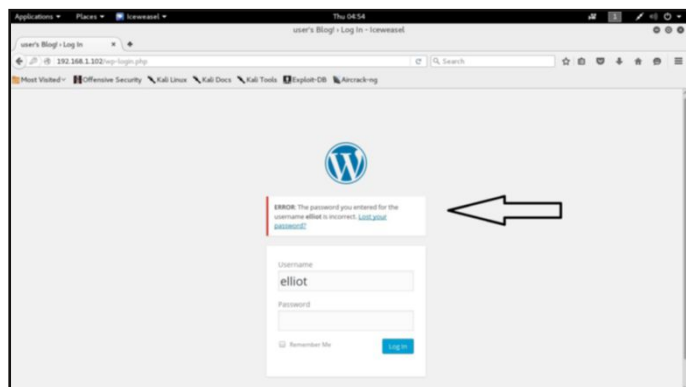 Applications Places Iceweasel Thu 04:54 1
user's Blog! ‹ Log In - Iceweasel
user's Blog! ‹ Log In
192.168.1.102/wp-login.php Search
Most Visited Offensive Security Kali Linux Kali Docs Kali Tools Exploit-DB Aircrack-ng
ERROR: The password you entered for the
username elliot is incorrect. Lost your
password?
Username
elliot
Password
Remember Me Log In